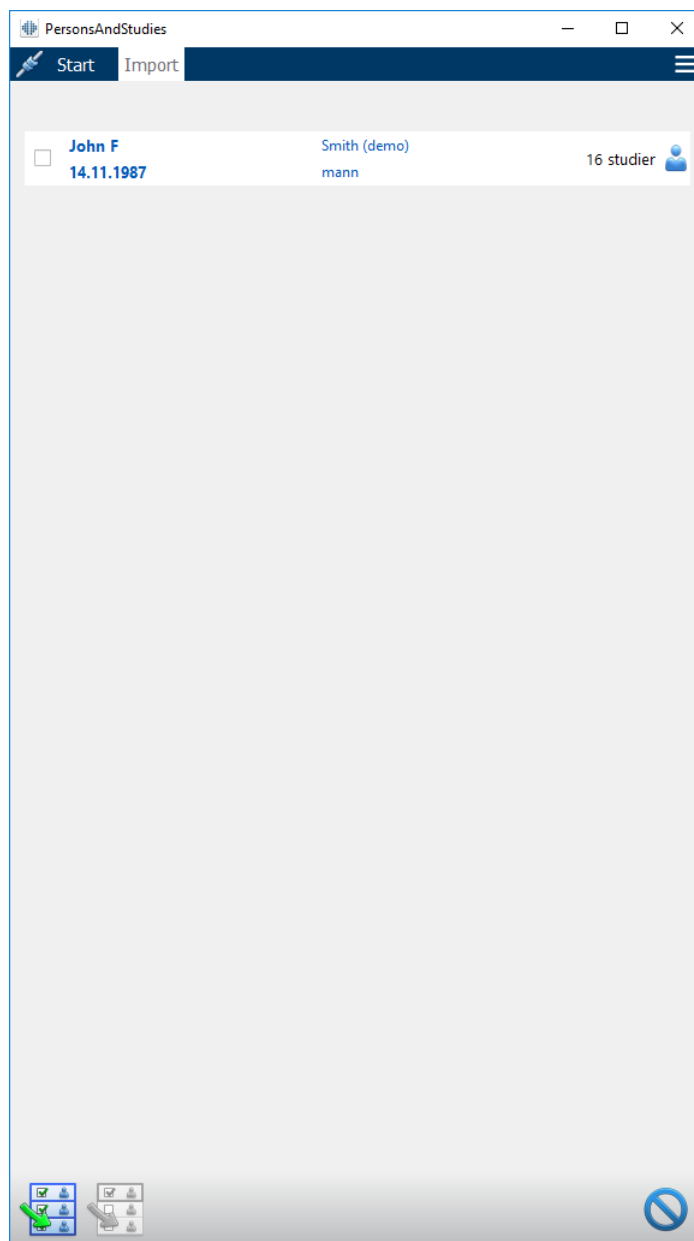 PersonsAndStudies
Start Import
John F Smith (demo)
16 studier
14.11.1987 mann